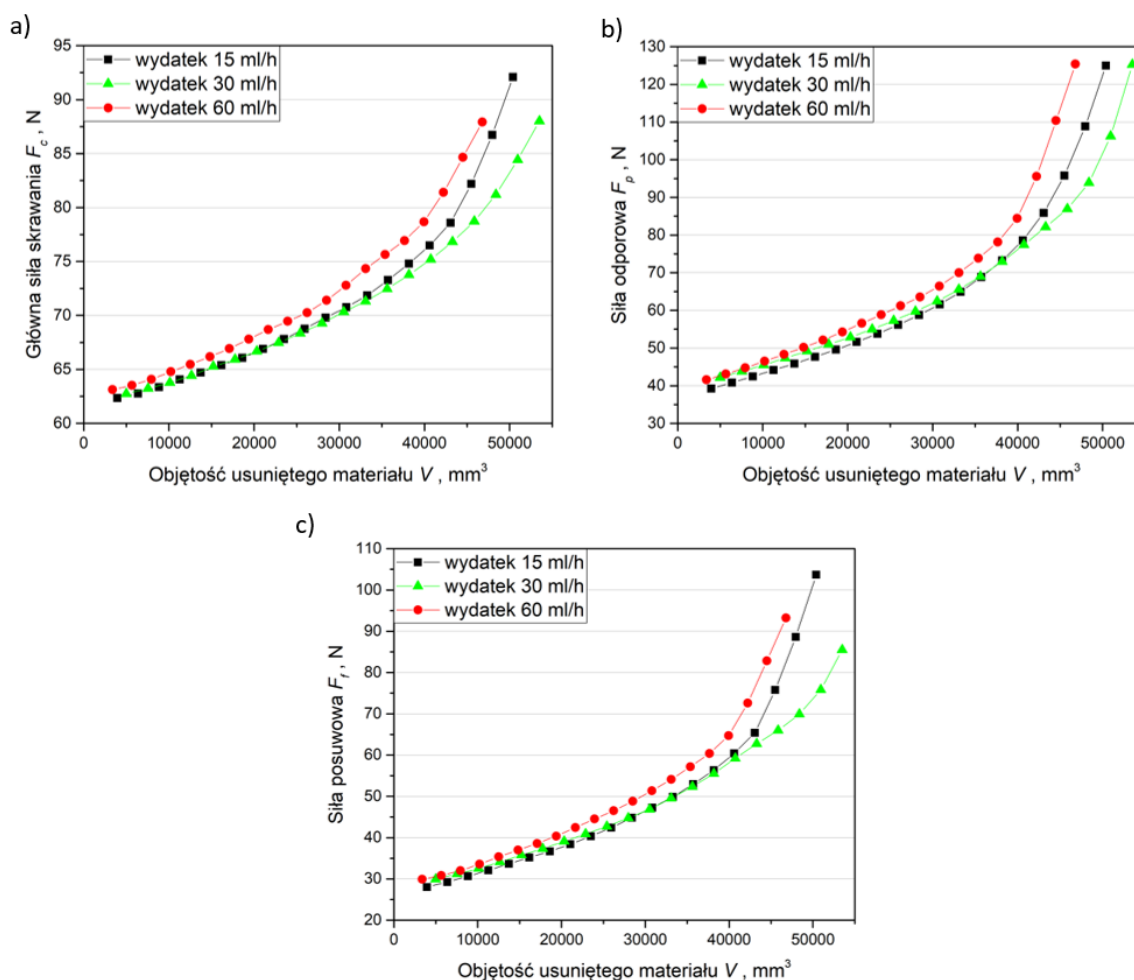 a)
95
90
85
80
75
70
65
60
Główna siła skrawania F_c , N
wydatek 15 ml/h
wydatek 30 ml/h
wydatek 60 ml/h
0 10000 20000 30000 40000 50000
Objętość usuniętego materiału V , mm³
b)
130
120
110
100
90
80
70
60
50
40
30
Siła odporowa F_p , N
wydatek 15 ml/h
wydatek 30 ml/h
wydatek 60 ml/h
0 10000 20000 30000 40000 50000
Objętość usuniętego materiału V , mm³
c)
110
100
90
80
70
60
50
40
30
20
Siła posuwowa F_f , N
wydatek 15 ml/h
wydatek 30 ml/h
wydatek 60 ml/h
0 10000 20000 30000 40000 50000
Objętość usuniętego materiału V , mm³